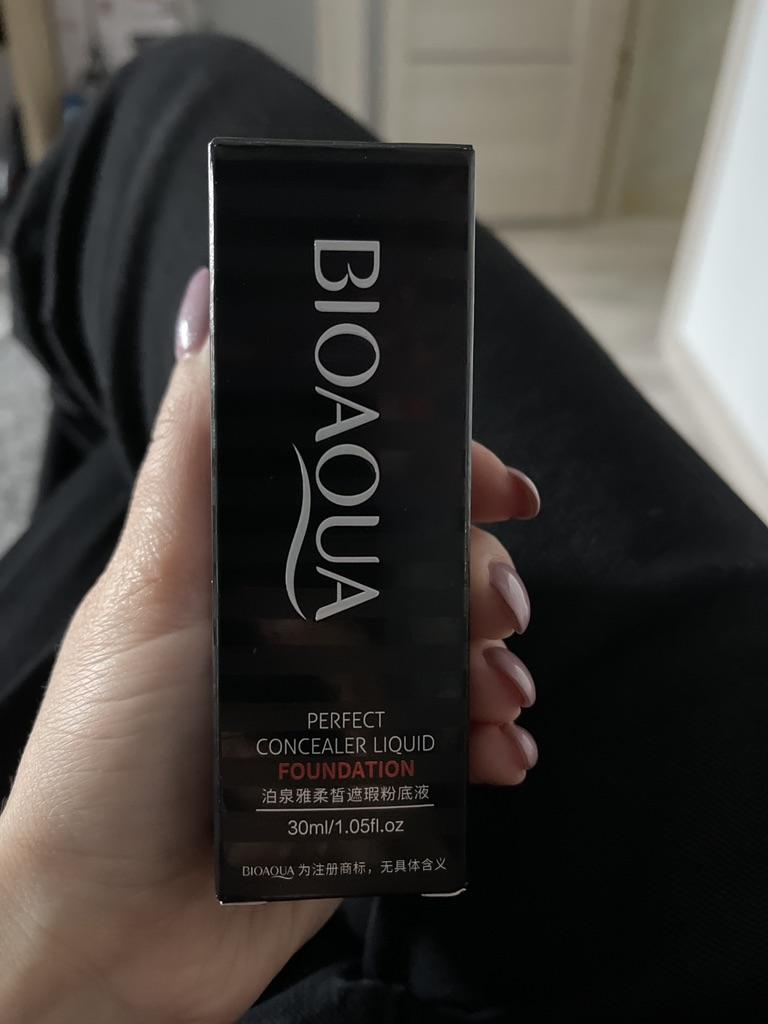 BIOAQUA
PERFECT
CONCEALER LIQUID
FOUNDATION
泊泉雅柔皙遮瑕粉底液
30ml/1.05fl.oz
BIOAQUA 为注册商标，无具体含义